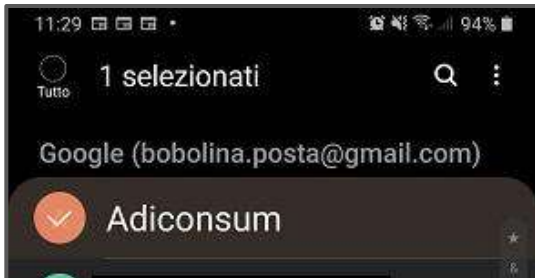 11:29 94%
Tutto 1 selezionati
Google (bobolina.posta@gmail.com)
Adiconsum
&